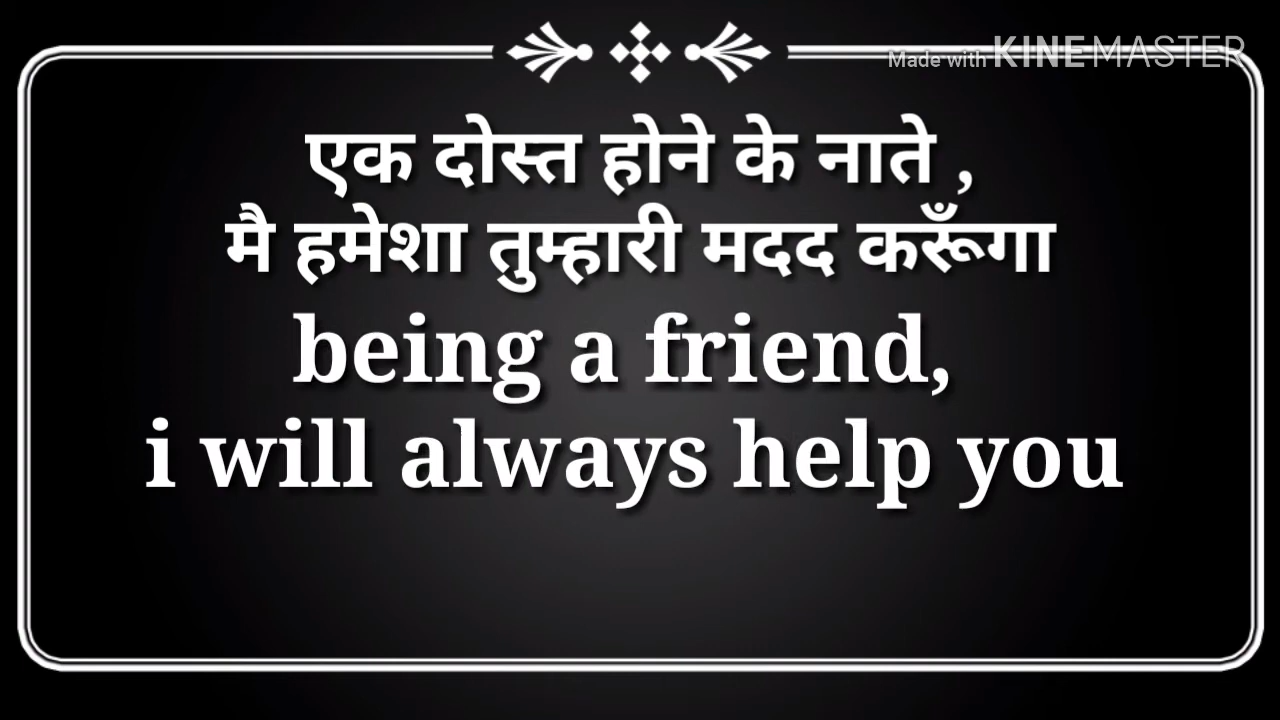 Made with KINEMASTER
एक दोस्त होने के नाते ,
मै हमेशा तुम्हारी मदद करूँगा
being a friend,
i will always help you